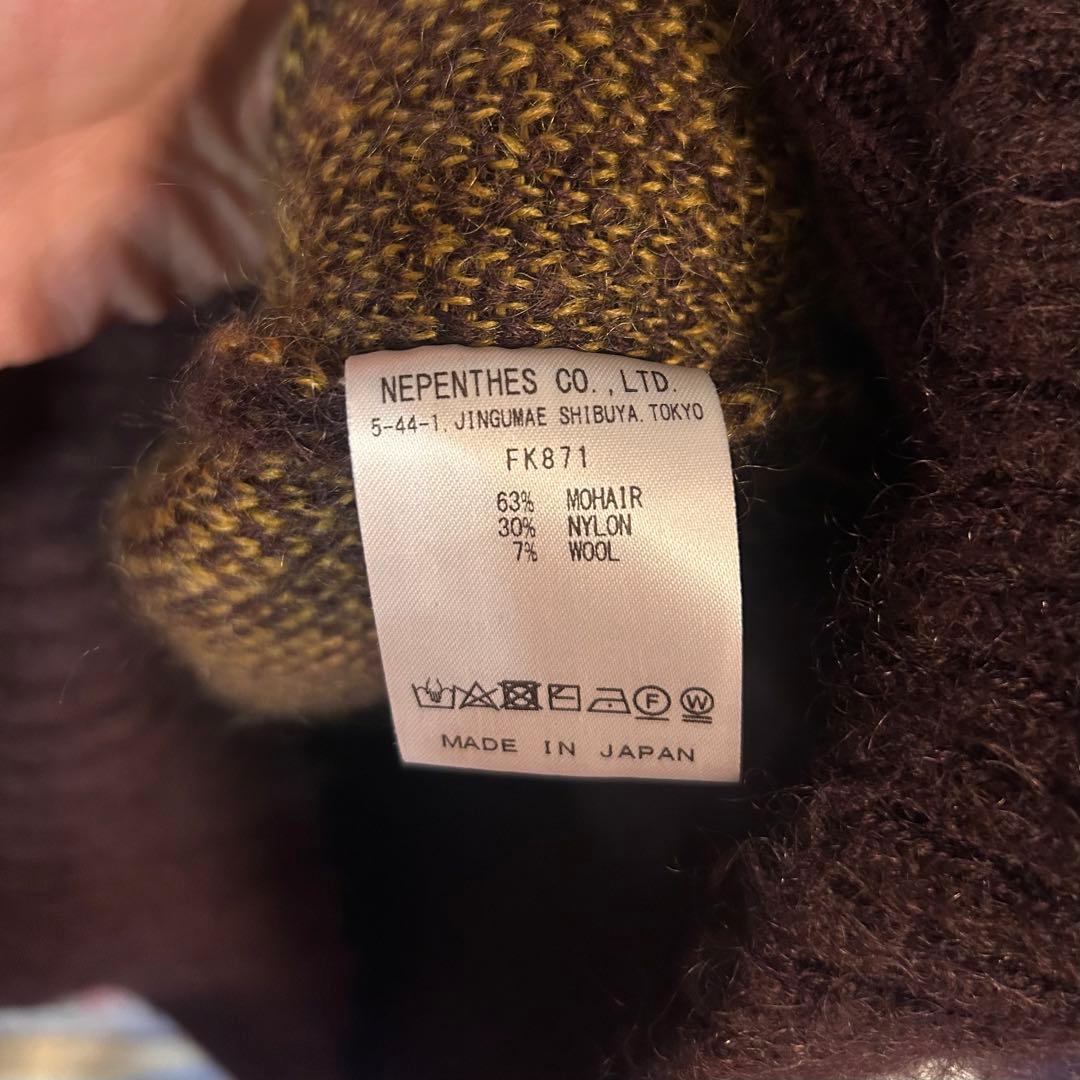 NEPENTHES CO.,LTD.
5-44-1, JINGUMAE SHIBUYA. TOKYO
FK871
63% MOHAIR
30% NYLON
7% WOOL
F W
MADE IN JAPAN